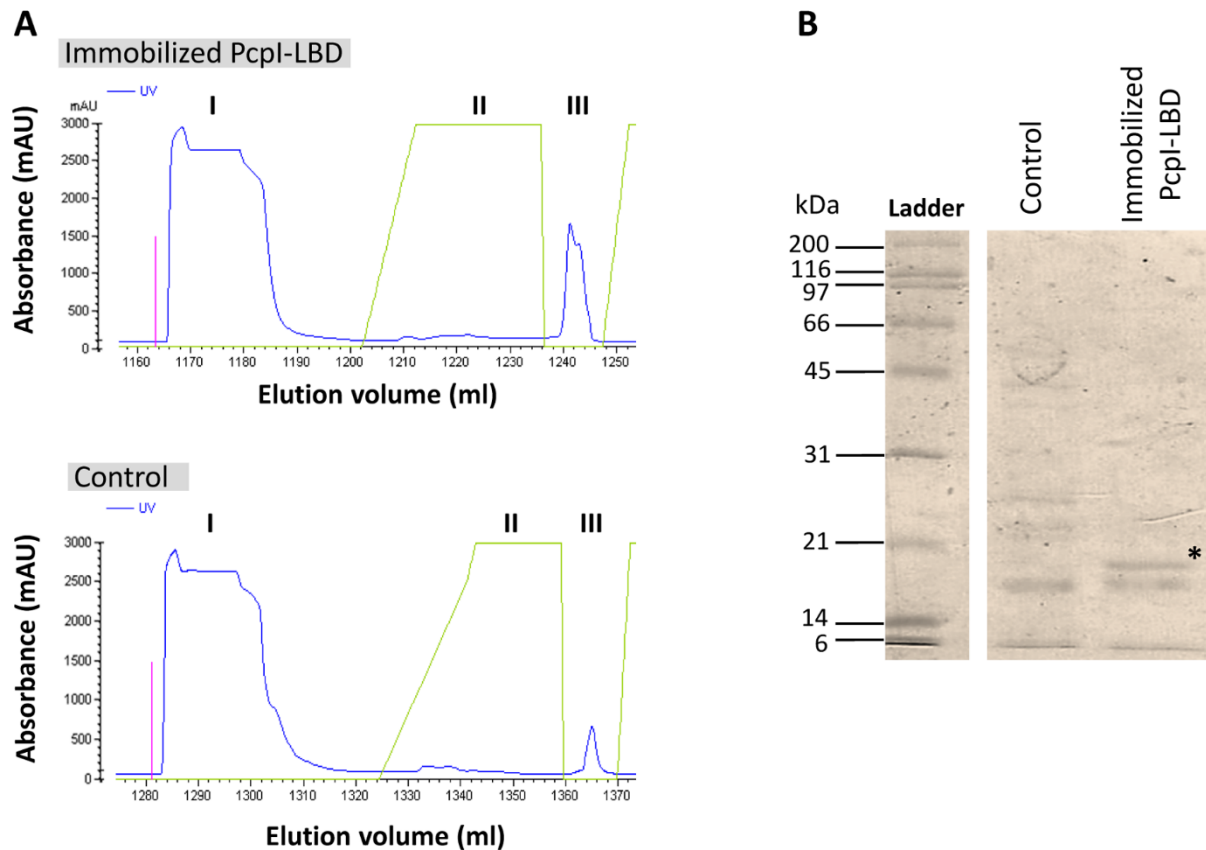 A
Immobilized PcpI-LBD
UV
mAU
I
II
III
3000
2500
2000
1500
1000
500
0
Absorbance (mAU)
1160 1170 1180 1190 1200 1210 1220 1230 1240 1250
Elution volume (ml)
Control
UV
I
II
III
3000
2500
2000
1500
1000
500
0
Absorbance (mAU)
1280 1290 1300 1310 1320 1330 1340 1350 1360 1370
Elution volume (ml)
B
kDa
Ladder
Control
Immobilized
PcpI-LBD
200
116
97
66
45
31
21
14
6
*